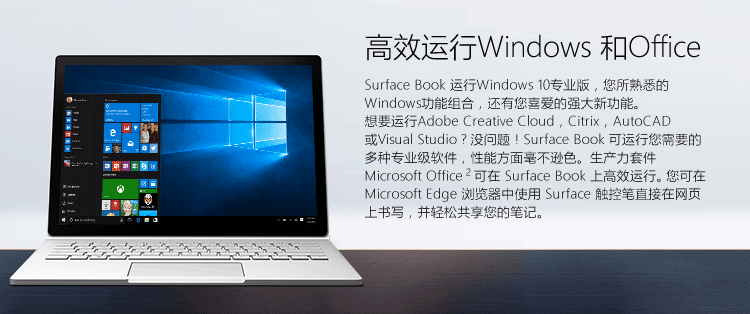 高效运行Windows 和Office
Surface Book 运行Windows 10专业版，您所熟悉的
Windows功能组合，还有您喜爱的强大新功能。
想要运行Adobe Creative Cloud，Citrix，AutoCAD
或Visual Studio？没问题！Surface Book 可运行您需要的
多种专业级软件，性能方面毫不逊色。生产力套件
Microsoft Office 2 可在 Surface Book 上高效运行。您可在
Microsoft Edge 浏览器中使用 Surface 触控笔直接在网页
上书写，并轻松共享您的笔记。